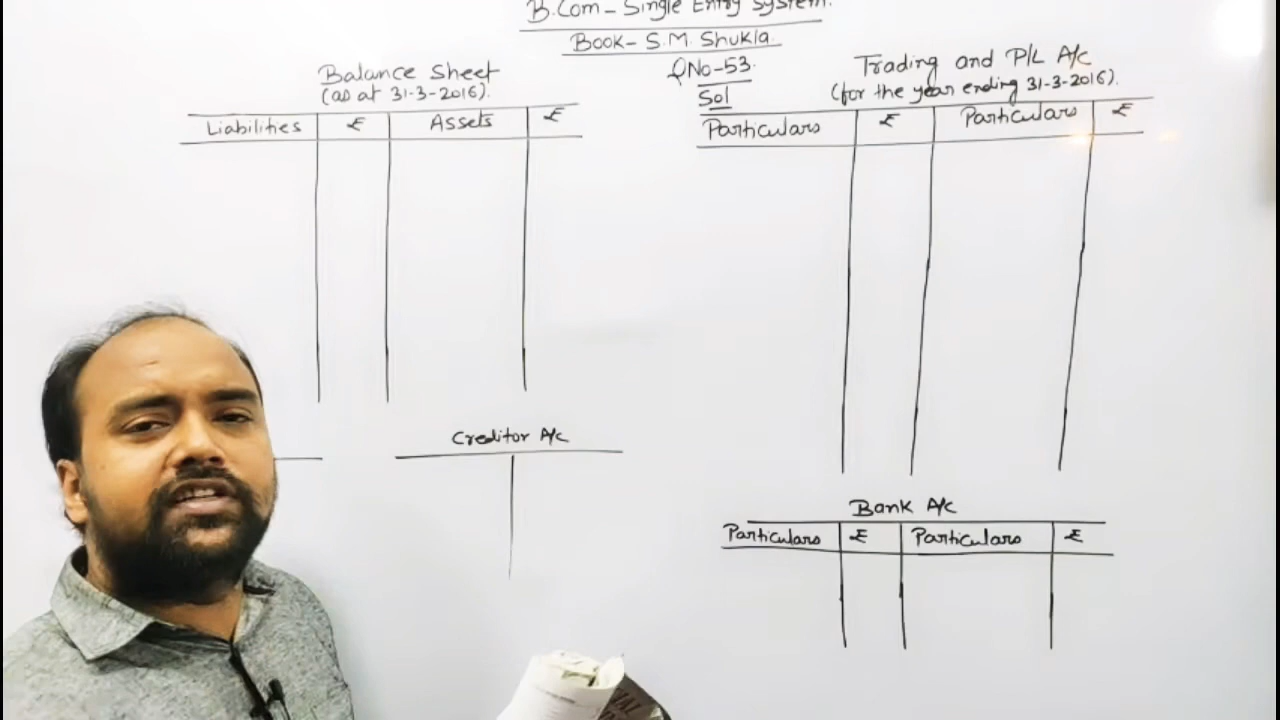 B.Com - Single Entry System.
Book - S.M. Shukla.
QNo-53.
Sol
Balance Sheet
(as at 31-3-2016).
Liabilities ₹ Assets ₹
Trading and P/L A/c
(for the year ending 31-3-2016).
Particulars ₹ Particulars ₹
Creditor A/c
Bank A/c
Particulars ₹ Particulars ₹